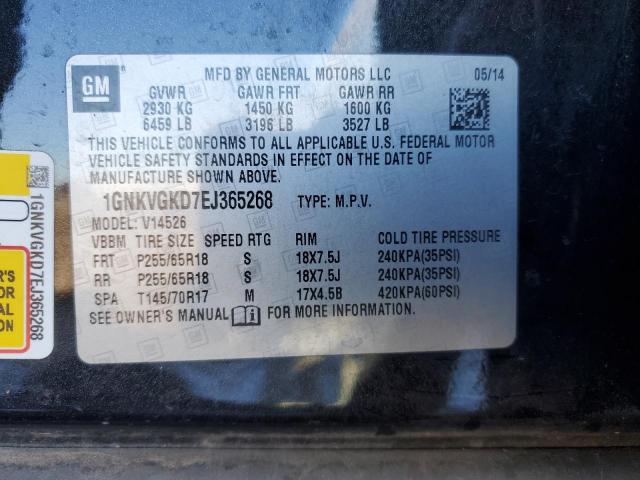 GM
MFD BY GENERAL MOTORS LLC 05/14
GVWR GAWR FRT GAWR RR
2930 KG 1450 KG 1600 KG
6459 LB 3196 LB 3527 LB
THIS VEHICLE CONFORMS TO ALL APPLICABLE U.S. FEDERAL MOTOR
VEHICLE SAFETY STANDARDS IN EFFECT ON THE DATE OF
MANUFACTURE SHOWN ABOVE.
1GNKVGKD7EJ365268 TYPE: M.P.V.
MODEL: V14526
VBBM TIRE SIZE SPEED RTG RIM COLD TIRE PRESSURE
FRT P255/65R18 S 18X7.5J 240KPA(35PSI)
RR P255/65R18 S 18X7.5J 240KPA(35PSI)
SPA T145/70R17 M 17X4.5B 420KPA(60PSI)
SEE OWNER'S MANUAL FOR MORE INFORMATION
1GNKVGKD7EJ365268